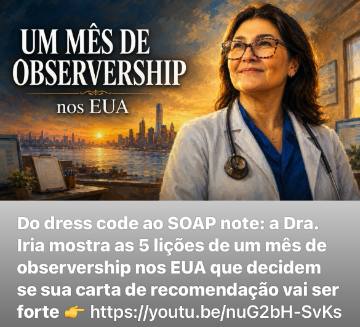 UM MÊS DE
OBSERVERSHIP
nos EUA
Do dress code ao SOAP note: a Dra.
Iria mostra as 5 lições de um mês de
observership nos EUA que decidem
se sua carta de recomendação vai ser
forte 👉 https://youtu.be/nuG2bH-SvKs